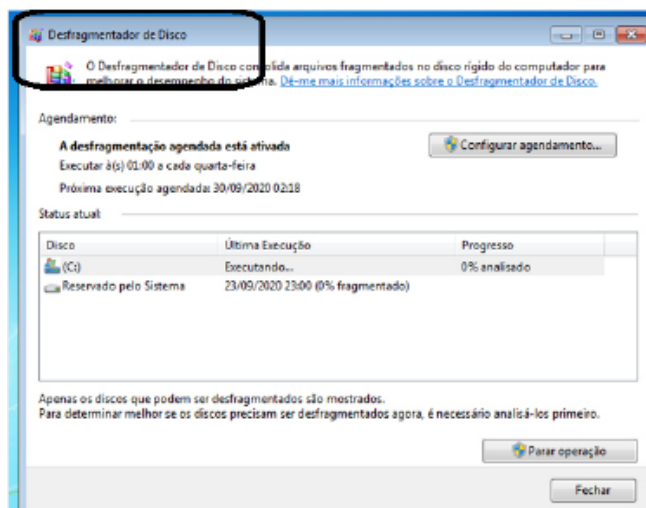 Desfragmentador de Disco
O Desfragmentador de Disco consolida arquivos fragmentados no disco rígido do computador para
melhorar o desempenho do sistema. Dê-me mais informações sobre o Desfragmentador de Disco.
Agendamento:
A desfragmentação agendada está ativada
Configurar agendamento...
Executar à(s) 01:00 a cada quarta-feira
Próxima execução agendada: 30/09/2020 02:18
Status atual:
Disco Última Execução Progresso
(C:) Executando... 0% analisado
Reservado pelo Sistema 23/09/2020 23:00 (0% fragmentado)
Apenas os discos que podem ser desfragmentados são mostrados.
Para determinar melhor se os discos precisam ser desfragmentados agora, é necessário analisá-los primeiro.
Parar operação
Fechar